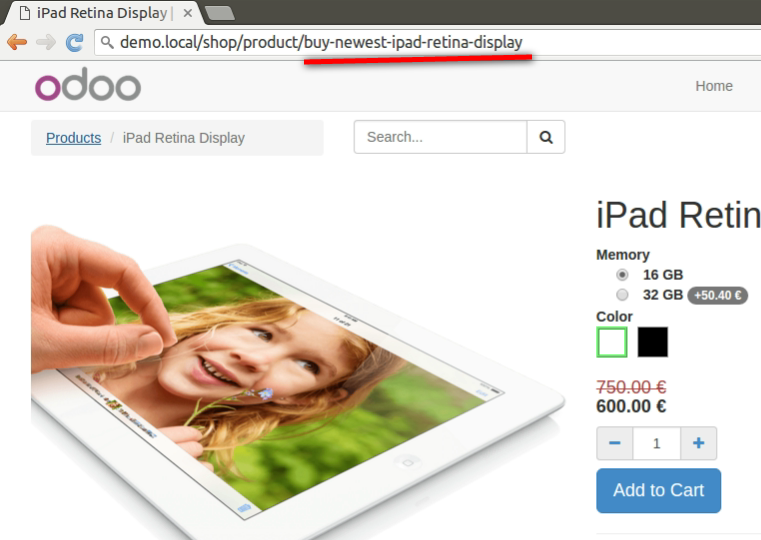 iPad Retina Display |
demo.local/shop/product/buy-newest-ipad-retina-display
odoo
Home
Products / iPad Retina Display
Search...
iPad Retin
Memory
16 GB
32 GB +50.40 €
Color
750.00 €
600.00 €
− 1 +
Add to Cart